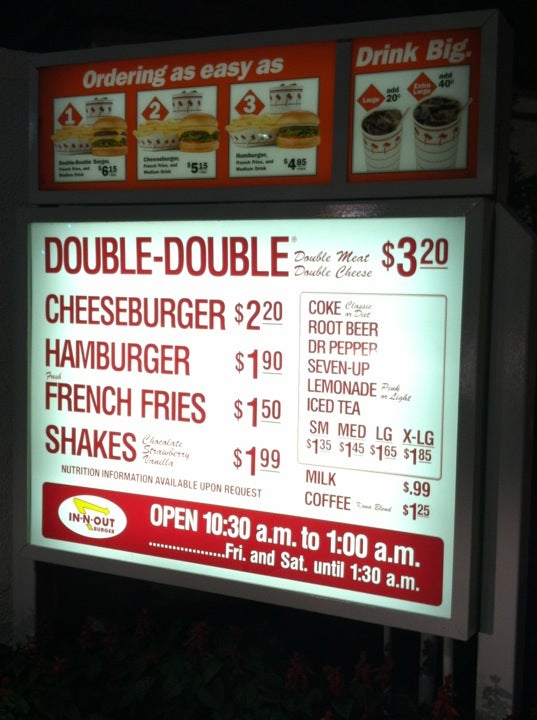 Ordering as easy as
Drink Big.
1
Double-Double Burger,
French Fries, and
Medium Drink
$6.15
2
Cheeseburger,
French Fries, and
Medium Drink
$5.15
3
Hamburger,
French Fries, and
Medium Drink
$4.85
Large add 20¢
Extra Large add 40¢
DOUBLE-DOUBLE® Double Meat Double Cheese $3.20
CHEESEBURGER $2.20
HAMBURGER $1.90
Fresh
FRENCH FRIES $1.50
SHAKES Chocolate Strawberry Vanilla $1.99
NUTRITION INFORMATION AVAILABLE UPON REQUEST
COKE Classic or Diet
ROOT BEER
DR PEPPER
SEVEN-UP
LEMONADE Pink or Light
ICED TEA
SM MED LG X-LG
$1.35 $1.45 $1.65 $1.85
MILK $.99
COFFEE Kona Blend $1.25
IN-N-OUT
BURGER
OPEN 10:30 a.m. to 1:00 a.m.
....................Fri. and Sat. until 1:30 a.m.